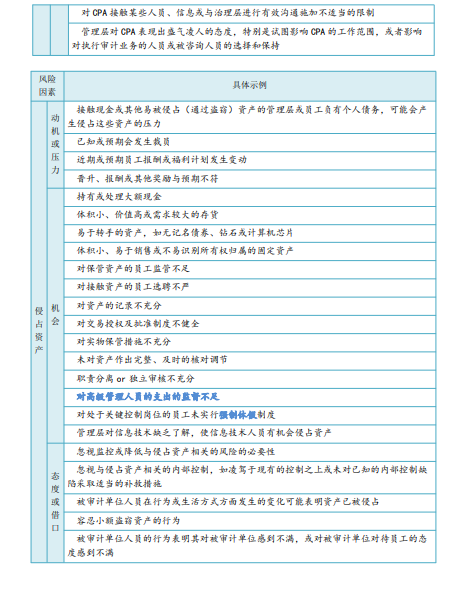 对 CPA 接触某些人员、信息或与治理层进行有效沟通施加不适当的限制
管理层对 CPA 表现出盛气凌人的态度，特别是试图影响 CPA 的工作范围，或者影响
对执行审计业务的人员或被咨询人员的选择和保持
风险
因素
具体示例
侵占资产
动机或压力
接触现金或其他易被侵占（通过盗窃）资产的管理层或员工负有个人债务，可能会产
生侵占这些资产的压力
已知或预期会发生裁员
近期或预期员工报酬或福利计划发生变动
晋升、报酬或其他奖励与预期不符
机会
持有或处理大额现金
体积小、价值高或需求较大的存货
易于转手的资产，如无记名债券、钻石或计算机芯片
体积小、易于销售或不易识别所有权归属的固定资产
对保管资产的员工监管不足
对接触资产的员工选聘不严
对资产的记录不充分
对交易授权及批准制度不健全
对实物保管措施不充分
未对资产作出完整、及时的核对调节
职责分离 or 独立审核不充分
对高级管理人员的支出的监督不足
对处于关键控制岗位的员工未实行强制休假制度
管理层对信息技术缺乏了解，使信息技术人员有机会侵占资产
态度或借口
忽视监控或降低与侵占资产相关的风险的必要性
忽视与侵占资产相关的内部控制，如凌驾于现有的控制之上或未对已知的内部控制缺
陷采取适当的补救措施
被审计单位人员在行为或生活方式方面发生的变化可能表明资产已被侵占
容忍小额盗窃资产的行为
被审计单位人员的行为表明其对被审计单位感到不满，或对被审计单位对待员工的态
度感到不满